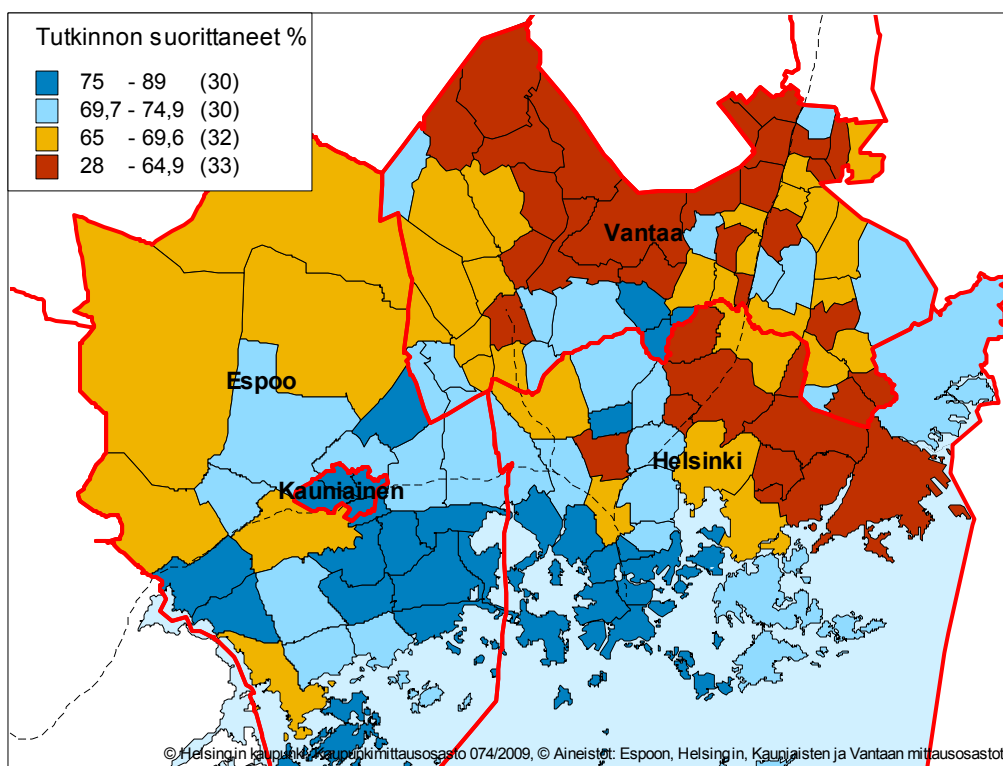 Tutkinnon suorittaneet %
75 - 89 (30)
69,7 - 74,9 (30)
65 - 69,6 (32)
28 - 64,9 (33)
Vantaa
Espoo
Helsinki
Kauniainen
© Helsingin kaupunki, Kaupunkimittausosasto 074/2009, © Aineistot: Espoon, Helsingin, Kauniaisten ja Vantaan mittausosastot